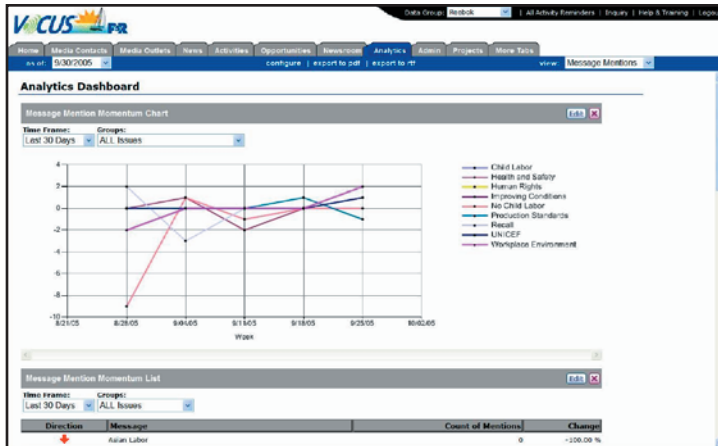 VOCUS PR
Data Group: Reebok | All Activity Reminders | Inquiry | Help & Training | Logou
Home Media Contacts Media Outlets News Activities Opportunities Newsroom Analytics Admin Projects More Tabs
as of: 9/30/2005 configure | export to pdf | export to rtf view: Message Mentions
Analytics Dashboard
Message Mention Momentum Chart Edit X
Time Frame: Groups:
Last 30 Days ALL Issues
4
2
0
-2
-4
-6
-8
-10
8/21/05 8/28/05 9/04/05 9/11/05 9/18/05 9/25/05 10/02/05
Week
Child Labor
Health and Safety
Human Rights
Improving Conditions
No Child Labor
Production Standards
Recall
UNICEF
Workplace Environment
Message Mention Momentum List Edit X
Time Frame: Groups:
Last 30 Days ALL Issues
Direction Message Count of Mentions Change
Asian Labor 0 -100.00 %